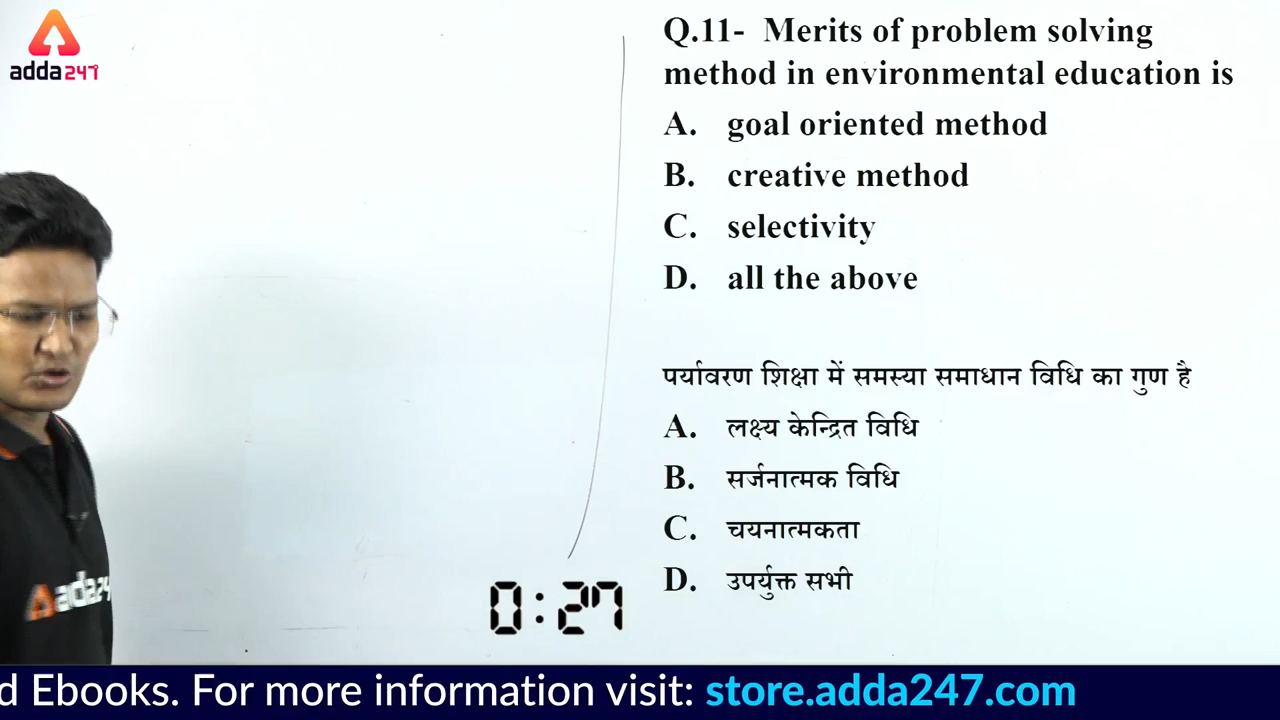 adda247
Q.11- Merits of problem solving
method in environmental education is
A. goal oriented method
B. creative method
C. selectivity
D. all the above
पर्यावरण शिक्षा में समस्या समाधान विधि का गुण है
A. लक्ष्य केन्द्रित विधि
B. सर्जनात्मक विधि
C. चयनात्मकता
D. उपर्युक्त सभी
0:27
adda24
d Ebooks. For more information visit: store.adda247.com